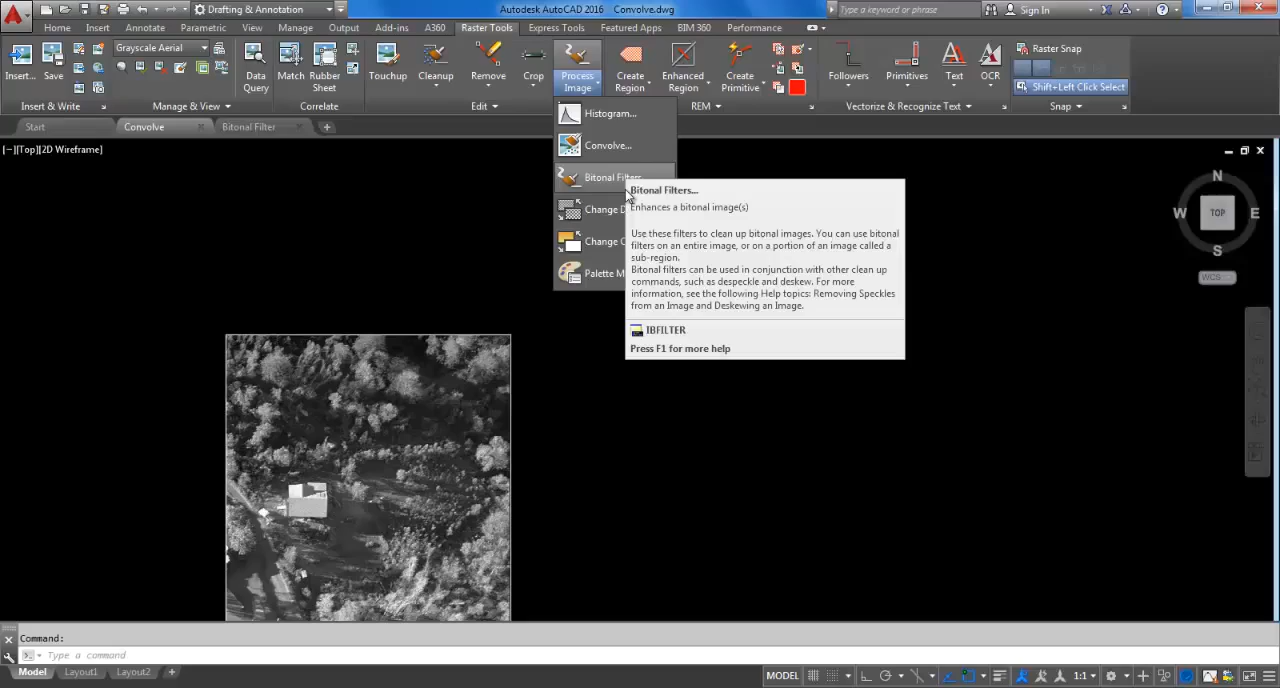 Drafting & Annotation
Autodesk AutoCAD 2016 Convolve.dwg
Type a keyword or phrase
Sign In
Home Insert Annotate Parametric View Manage Output Add-ins A360 Raster Tools Express Tools Featured Apps BIM 360 Performance
Grayscale Aerial
Raster Snap
Insert... Save Data Query Match Rubber Sheet Touchup Cleanup Remove Crop Process Image Create Region Enhanced Region Create Primitive Followers Primitives Text OCR
Shift+Left Click Select
Insert & Write Manage & View Correlate Edit REM Vectorize & Recognize Text Snap
Start Convolve Bitonal Filter
Histogram...
[−][Top][2D Wireframe]
Convolve...
Bitonal Filters...
Change
Change
Palette M
Bitonal Filters...
Enhances a bitonal image(s)
Use these filters to clean up bitonal images. You can use bitonal
filters on an entire image, or on a portion of an image called a
sub-region.
Bitonal filters can be used in conjunction with other clean up
commands, such as despeckle and deskew. For more
information, see the following Help topics: Removing Speckles
from an Image and Deskewing an Image.
IBFILTER
Press F1 for more help
N
W TOP E
S
WCS
Command:
Type a command
Model Layout1 Layout2
MODEL 1:1